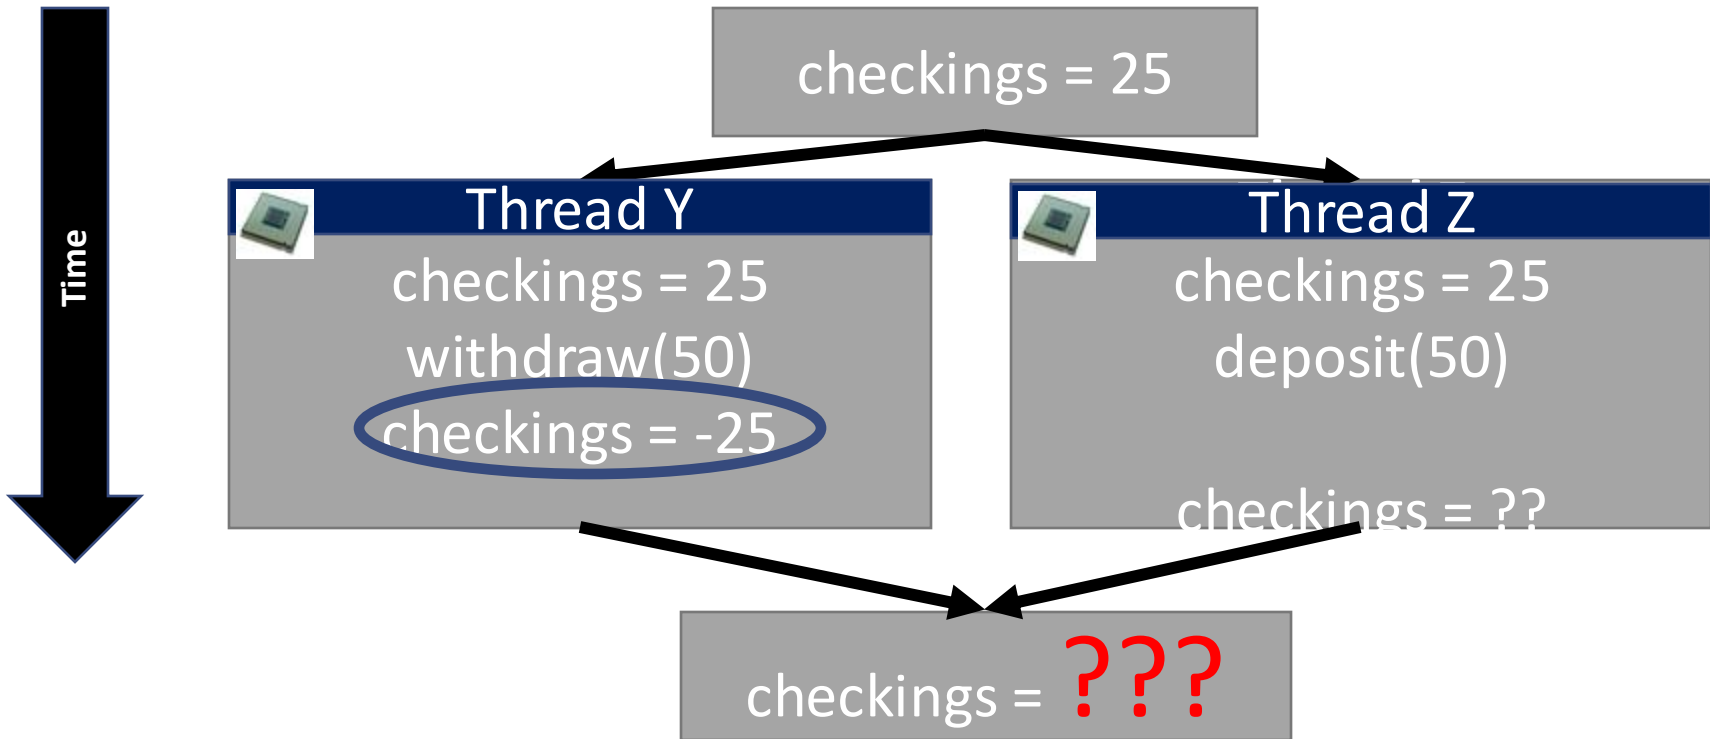 checkings = 25
Time
Thread Y
checkings = 25
withdraw(50)
checkings = -25
Thread Z
checkings = 25
deposit(50)
checkings = ??
checkings = ???